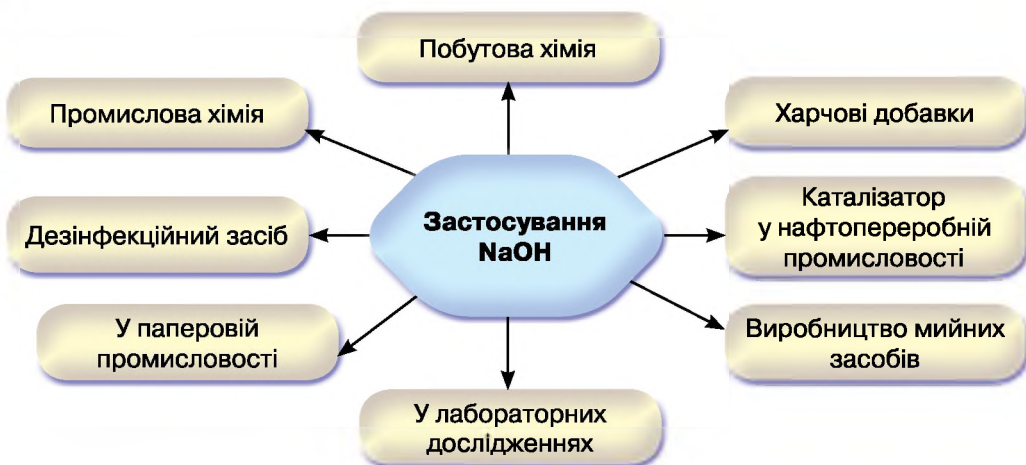 Побутова хімія
Промислова хімія
Харчові добавки
Застосування
NaOH
Каталізатор
у нафтопереробній
промисловості
Дезінфекційний засіб
У паперовій
промисловості
Виробництво мийних
засобів
У лабораторних
дослідженнях